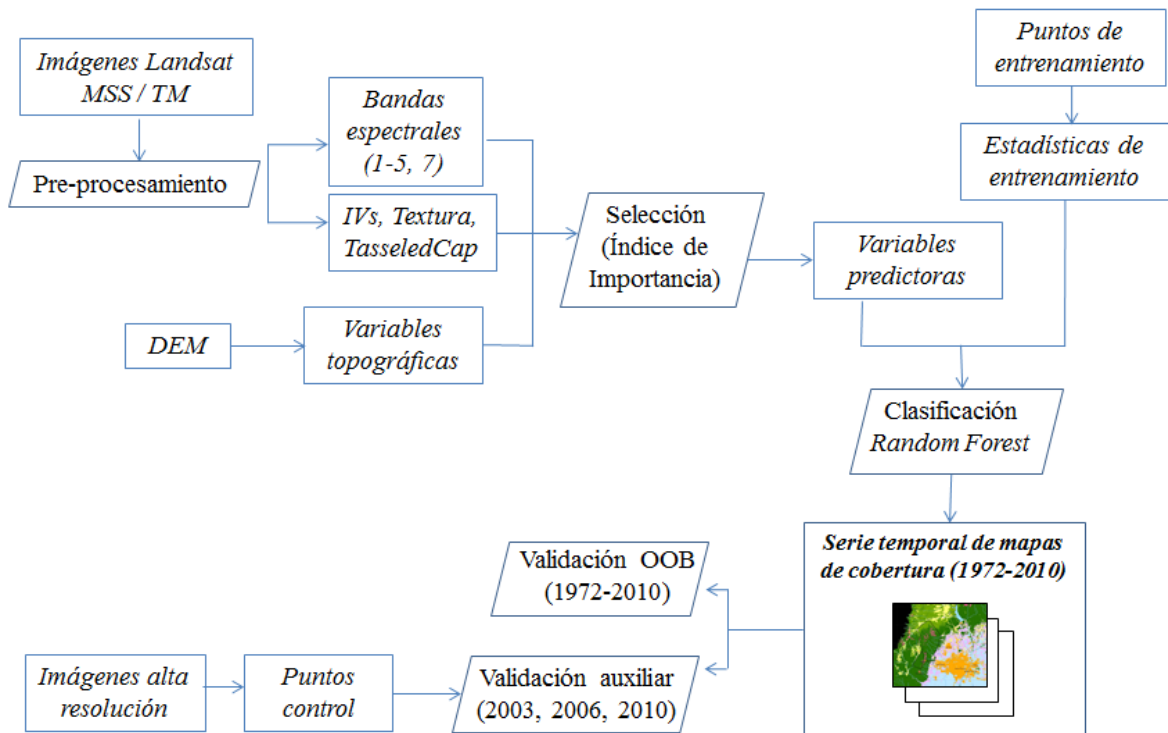 Imágenes Landsat
MSS / TM
Pre-procesamiento
Bandas
espectrales
(1-5, 7)
IVs, Textura,
TasseledCap
DEM
Variables
topográficas
Selección
(Índice de
Importancia)
Variables
predictoras
Puntos de
entrenamiento
Estadísticas de
entrenamiento
Clasificación
Random Forest
Serie temporal de mapas
de cobertura (1972-2010)
Validación OOB
(1972-2010)
Imágenes alta
resolución
Puntos
control
Validación auxiliar
(2003, 2006, 2010)